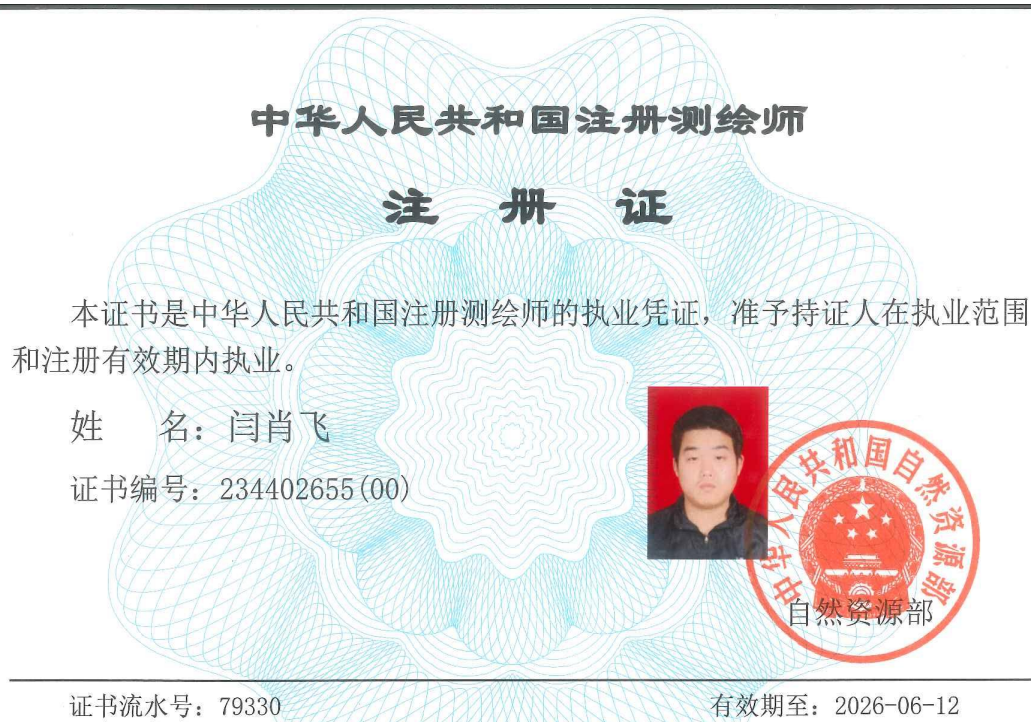 中华人民共和国注册测绘师
注 册 证
本证书是中华人民共和国注册测绘师的执业凭证，准予持证人在执业范围
和注册有效期内执业。
姓 名：闫肖飞
证书编号：234402655(00)
中华人民共和国自然资源部
自然资源部
证书流水号：79330
有效期至：2026-06-12